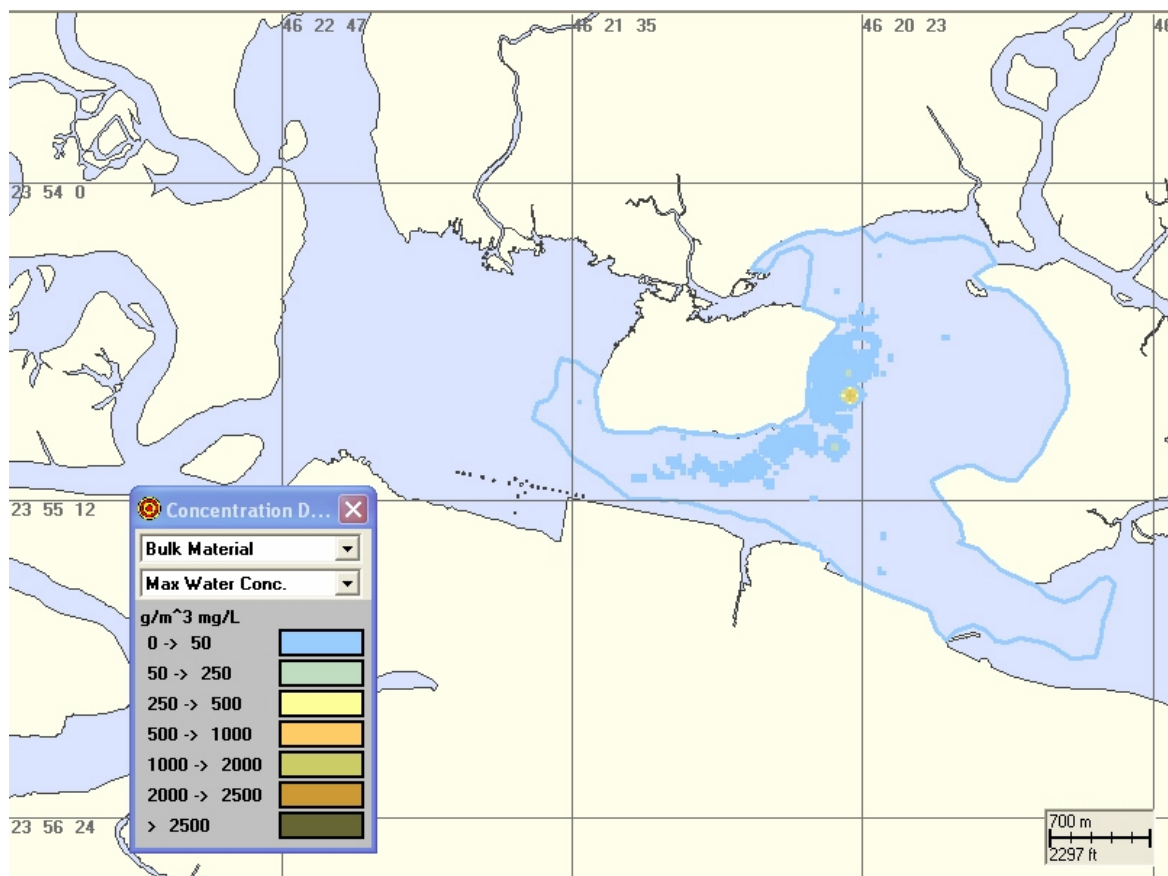 46 22 47
46 21 35
46 20 23
46
23 54 0
23 55 12
Concentration D...
Bulk Material
Max Water Conc.
g/m^3 mg/L
0 -> 50
50 -> 250
250 -> 500
500 -> 1000
1000 -> 2000
2000 -> 2500
> 2500
23 56 24
700 m
2297 ft